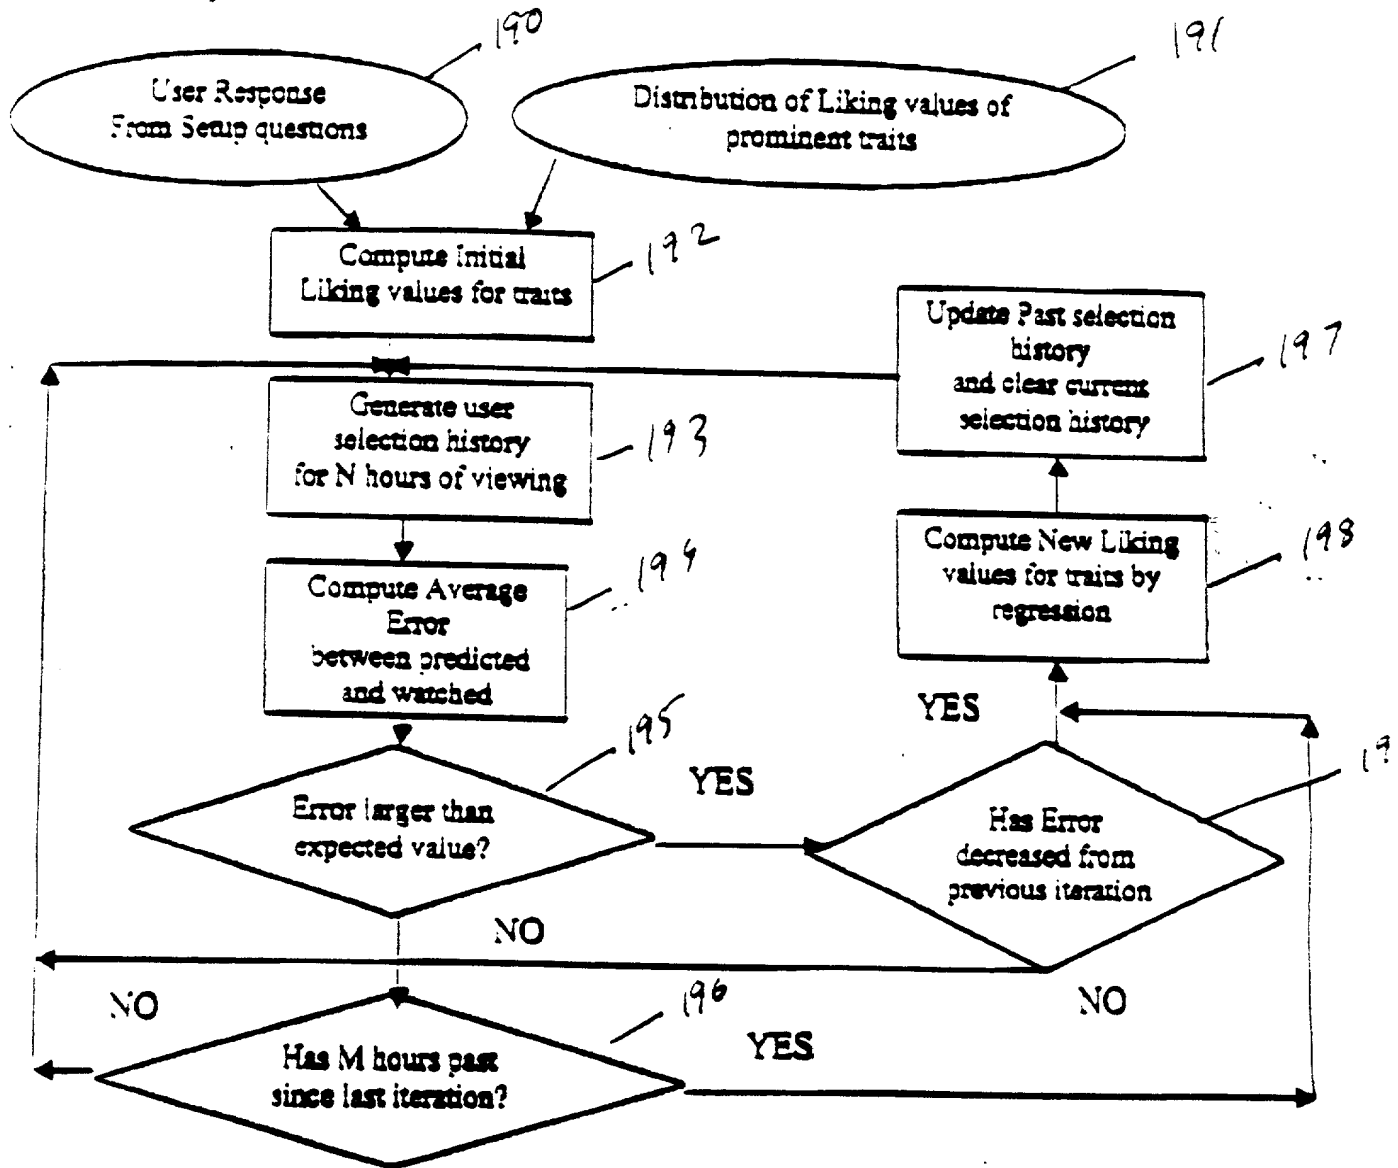 190
191
User Response
From Setup questions
Distribution of Liking values of
prominent traits
192
Compute Initial
Liking values for traits
Update Past selection
history
and clear current
selection history
197
Generate user
selection history
for N hours of viewing
193
Compute New Liking
values for traits by
regression
198
Compute Average
Error
between predicted
and watched
194
YES
195
YES
19
Error larger than
expected value?
Has Error
decreased from
previous iteration
NO
NO
NO
196
YES
Has M hours past
since last iteration?